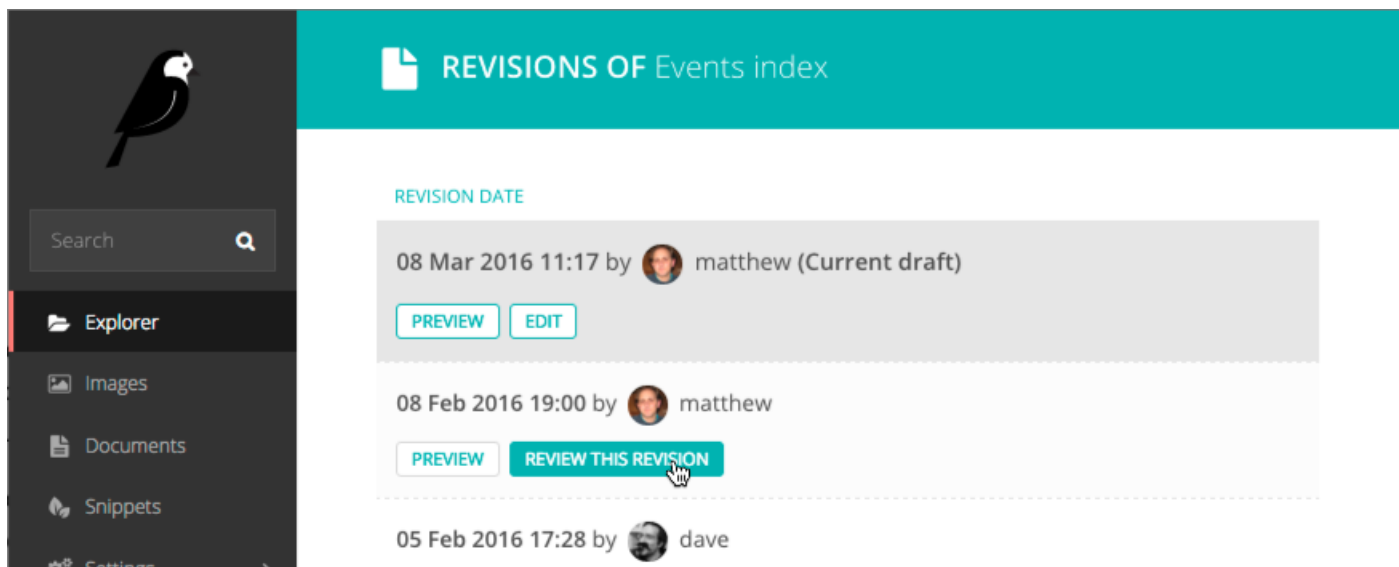 REVISIONS OF Events index
Search
Explorer
Images
Documents
Snippets
Settings
REVISION DATE
08 Mar 2016 11:17 by matthew (Current draft)
PREVIEW EDIT
08 Feb 2016 19:00 by matthew
PREVIEW REVIEW THIS REVISION
05 Feb 2016 17:28 by dave